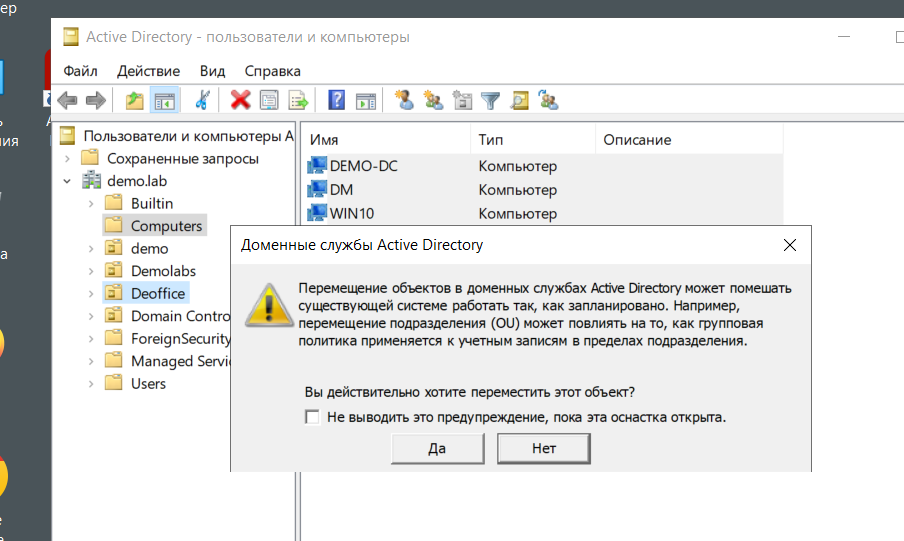 ер
Active Directory - пользователи и компьютеры
Файл Действие Вид Справка
Пользователи и компьютеры A
Имя Тип Описание
ния
Сохраненные запросы
DEMO-DC Компьютер
demo.lab
DM Компьютер
Builtin
WIN10 Компьютер
Computers
demo
Доменные службы Active Directory
а
Demolabs
Deoffice
Перемещение объектов в доменных службах Active Directory может помешать
существующей системе работать так, как запланировано. Например,
перемещение подразделения (OU) может повлиять на то, как групповая
политика применяется к учетным записям в пределах подразделения.
Domain Contro
ForeignSecurity
Managed Servi
Users
Вы действительно хотите переместить этот объект?
Не выводить это предупреждение, пока эта оснастка открыта.
Да Нет
е